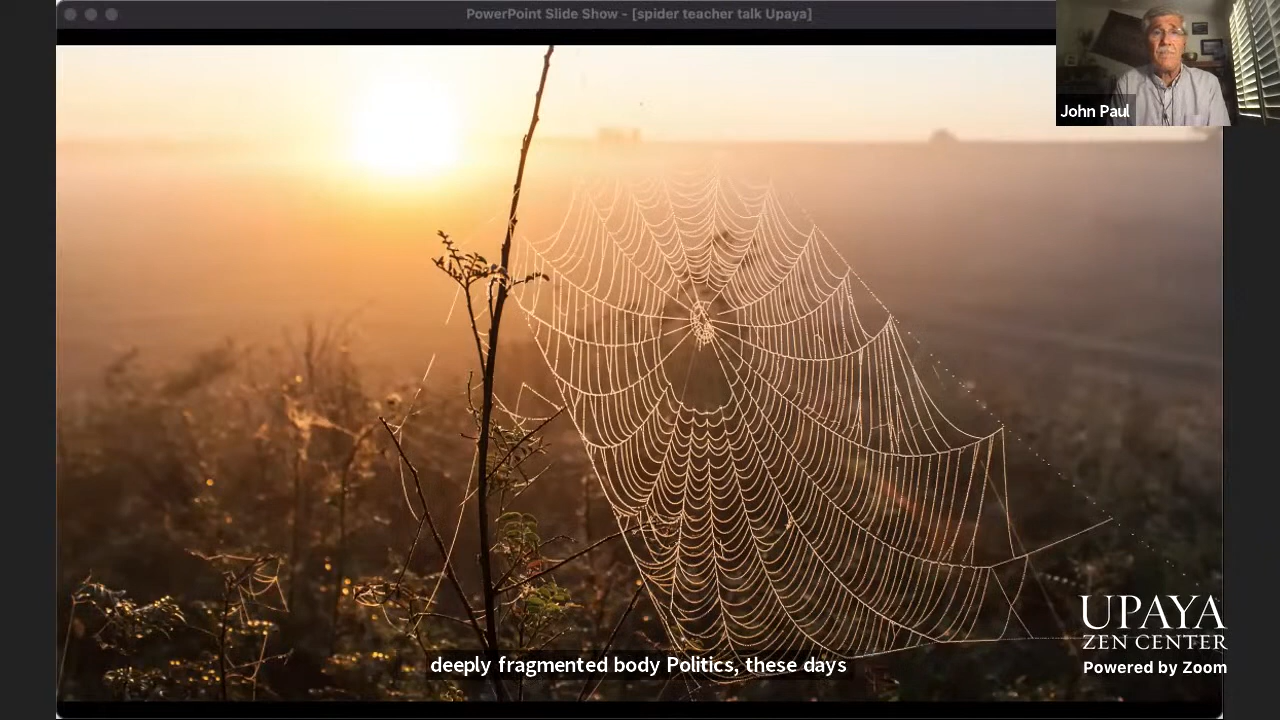 PowerPoint Slide Show - [spider teacher talk Upaya]
John Paul
UPAYA
ZEN CENTER
Powered by Zoom
deeply fragmented body Politics, these days